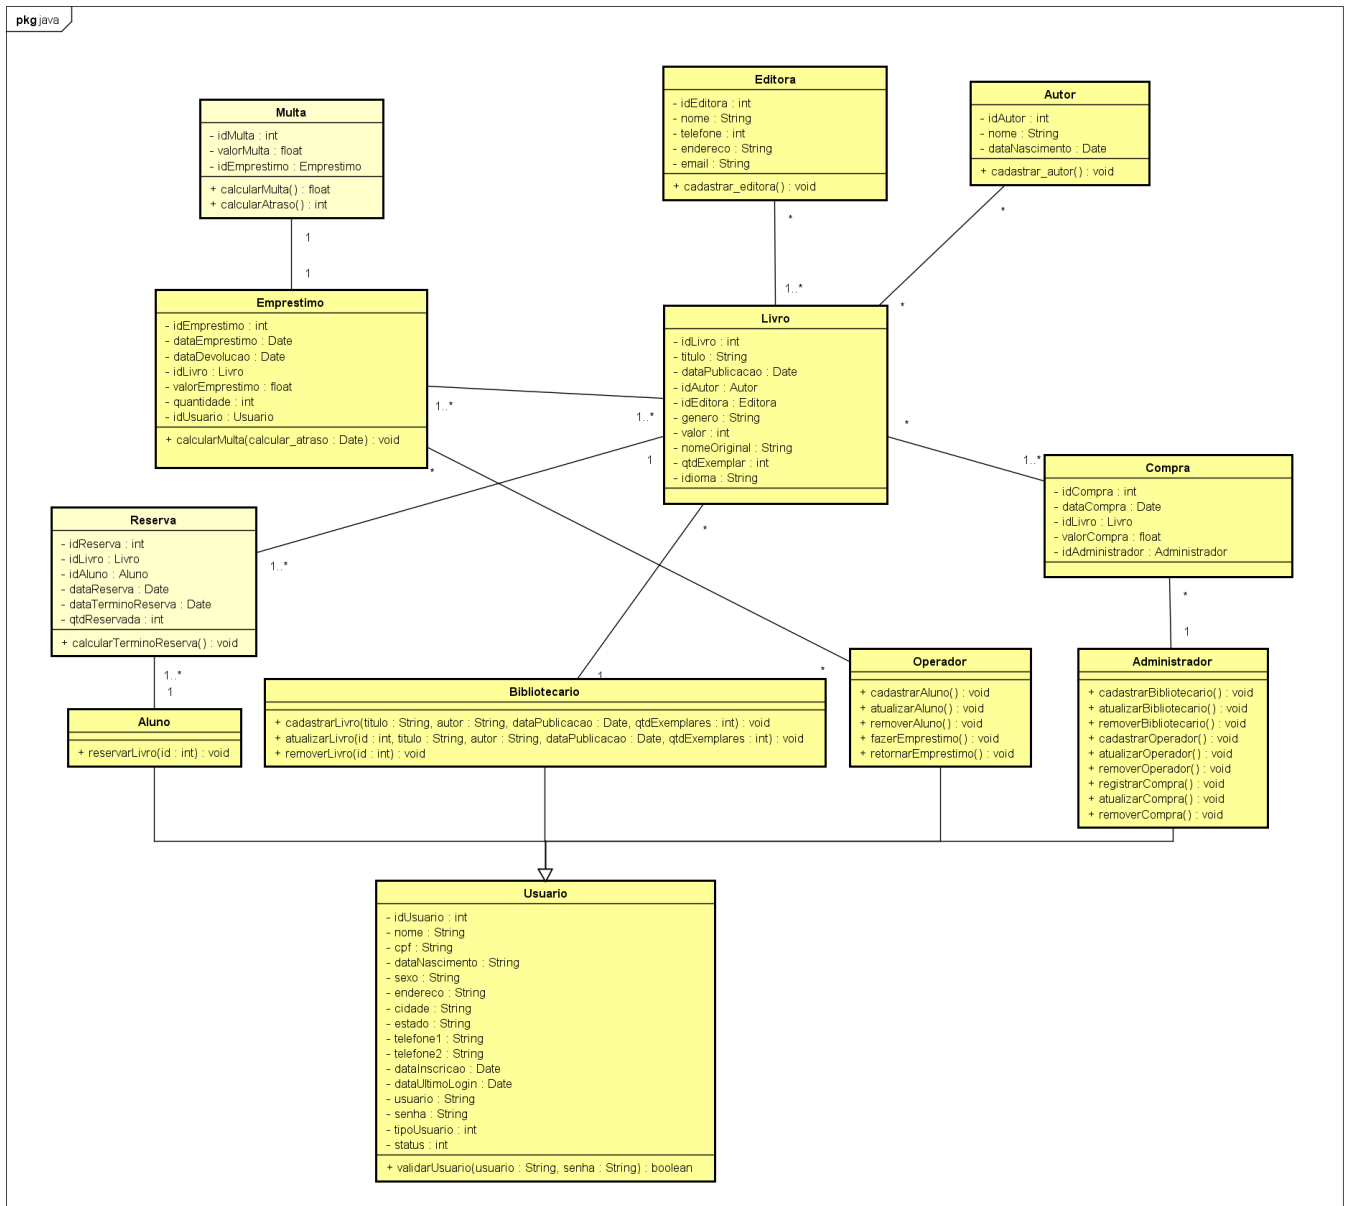 pkg java
Multa
- idMulta : int
- valorMulta : float
- idEmprestimo : Emprestimo
+ calcularMulta() : float
+ calcularAtraso() : int
Editora
- idEditora : int
- nome : String
- telefone : int
- endereco : String
- email : String
+ cadastrar_editora() : void
Autor
- idAutor : int
- nome : String
- dataNascimento : Date
+ cadastrar_autor() : void
1
1
*
1..*
*
*
Emprestimo
- idEmprestimo : int
- dataEmprestimo : Date
- dataDevolucao : Date
- idLivro : Livro
- valorEmprestimo : float
- quantidade : int
- idUsuario : Usuario
+ calcularMulta(calcular_atraso : Date) : void
Livro
- idLivro : int
- titulo : String
- dataPublicacao : Date
- idAutor : Autor
- idEditora : Editora
- genero : String
- valor : int
- nomeOriginal : String
- qtdExemplar : int
- idioma : String
1..*
1..*
*
1..*
1
*
1..*
*
Compra
- idCompra : int
- dataCompra : Date
- idLivro : Livro
- valorCompra : float
- idAdministrador : Administrador
Reserva
- idReserva : int
- idLivro : Livro
- idAluno : Aluno
- dataReserva : Date
- dataTerminoReserva : Date
- qtdReservada : int
+ calcularTerminoReserva() : void
*
1
1..*
1
*
1
Aluno
+ reservarLivro(id : int) : void
Bibliotecario
+ cadastrarLivro(titulo : String, autor : String, dataPublicacao : Date, qtdExemplares : int) : void
+ atualizarLivro(id : int, titulo : String, autor : String, dataPublicacao : Date, qtdExemplares : int) : void
+ removerLivro(id : int) : void
Operador
+ cadastrarAluno() : void
+ atualizarAluno() : void
+ removerAluno() : void
+ fazerEmprestimo() : void
+ retornarEmprestimo() : void
Administrador
+ cadastrarBibliotecario() : void
+ atualizarBibliotecario() : void
+ removerBibliotecario() : void
+ cadastrarOperador() : void
+ atualizarOperador() : void
+ removerOperador() : void
+ registrarCompra() : void
+ atualizarCompra() : void
+ removerCompra() : void
Usuario
- idUsuario : int
- nome : String
- cpf : String
- dataNascimento : String
- sexo : String
- endereco : String
- cidade : String
- estado : String
- telefone1 : String
- telefone2 : String
- dataInscricao : Date
- dataUltimoLogin : Date
- usuario : String
- senha : String
- tipoUsuario : int
- status : int
+ validarUsuario(usuario : String, senha : String) : boolean